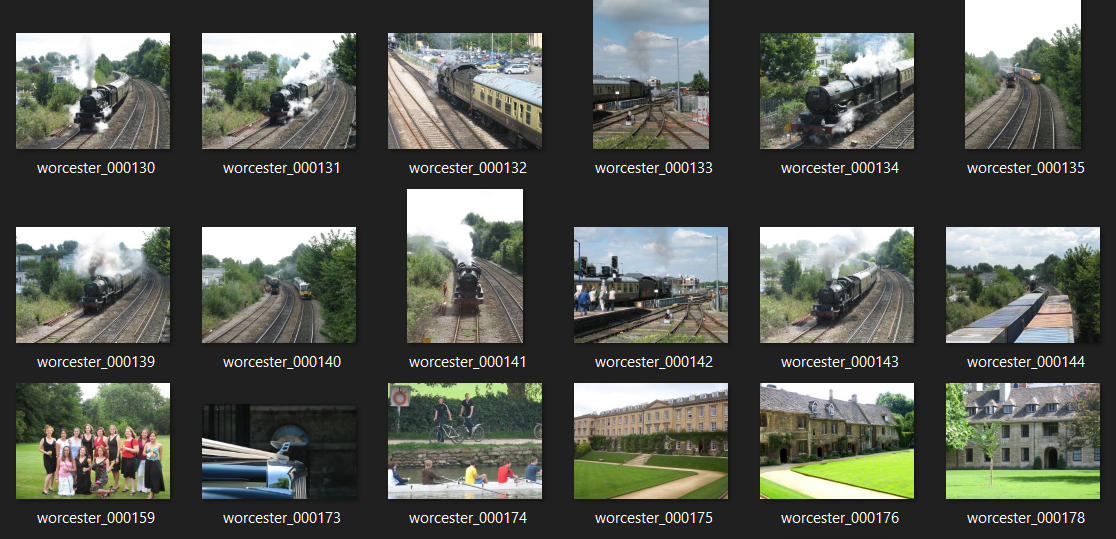 worcester_000130 worcester_000131 worcester_000132 worcester_000133 worcester_000134 worcester_000135
worcester_000139 worcester_000140 worcester_000141 worcester_000142 worcester_000143 worcester_000144
worcester_000159 worcester_000173 worcester_000174 worcester_000175 worcester_000176 worcester_000178